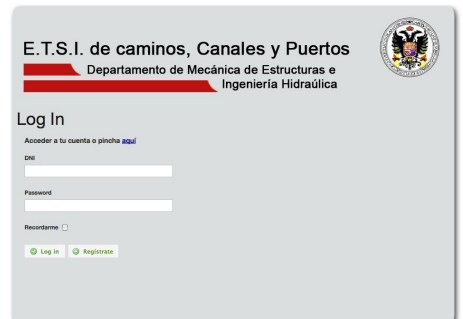 E.T.S.I. de caminos, Canales y Puertos
Departamento de Mecánica de Estructuras e
Ingeniería Hidraúlica
Log In
Acceder a tu cuenta o pincha aquí
DNI
Password
Recordarme
Log in Registrate